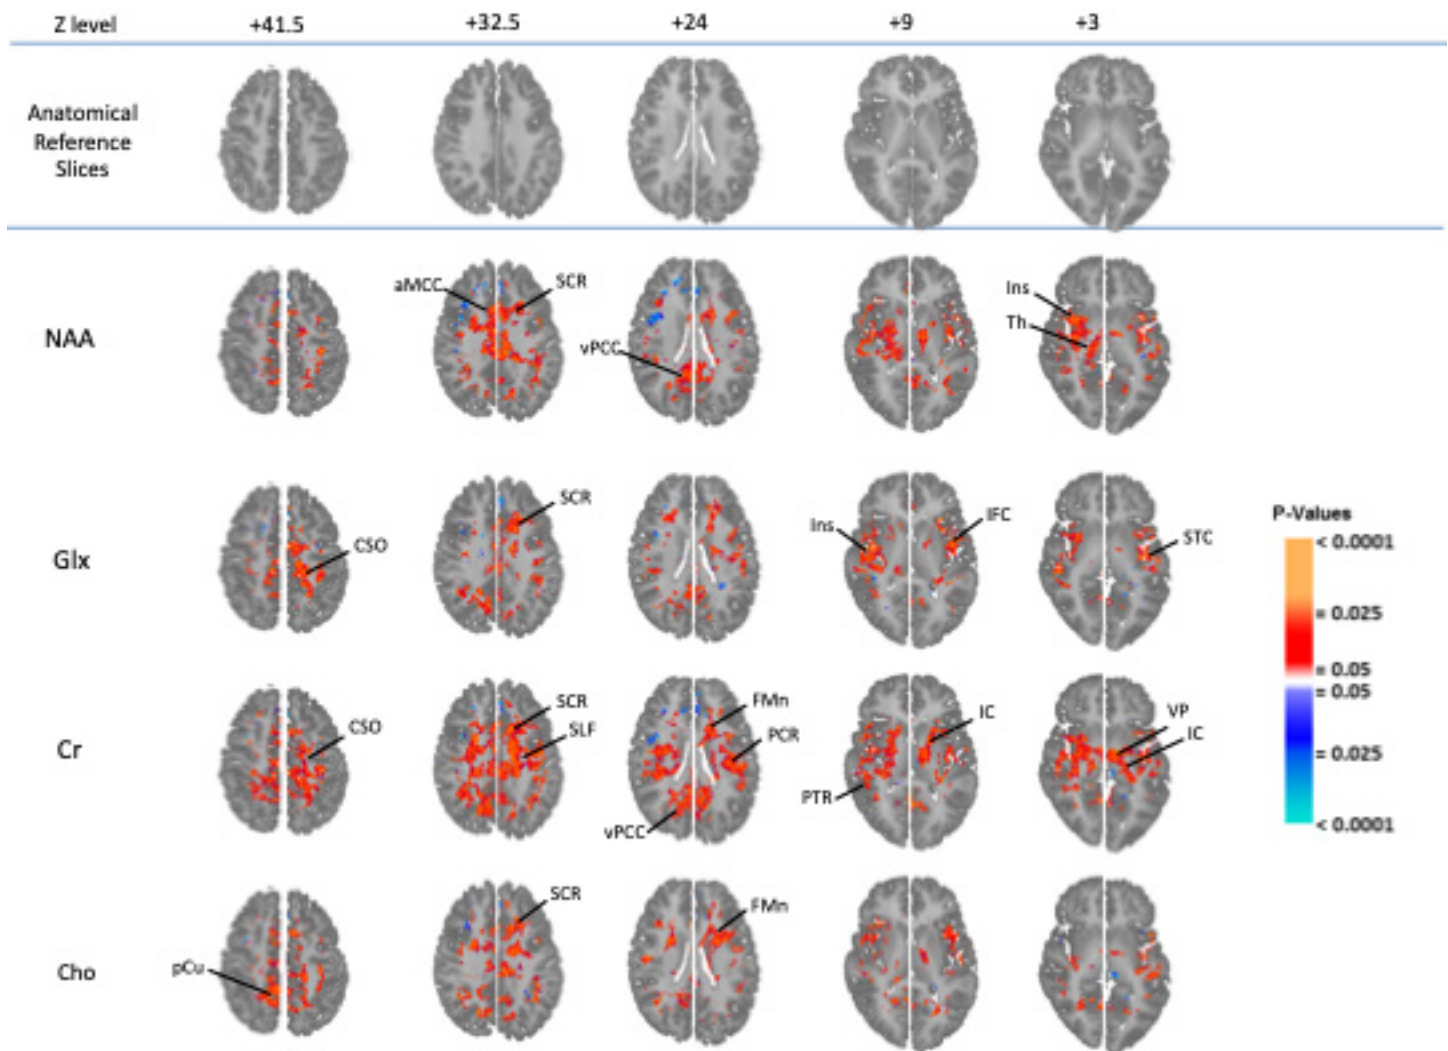 Z level +41.5 +32.5 +24 +9 +3
Anatomical
Reference
Slices
NAA
aMCC SCR
vPCC
Ins
Th
Glx
CSO
SCR
Ins IFC
STC
P-Values
< 0.0001
= 0.025
= 0.05
= 0.05
= 0.025
< 0.0001
Cr
CSO
SCR
SLF
FMn
PCR
vPCC
IC
PTR
VP
IC
Cho
pCu
SCR
FMn